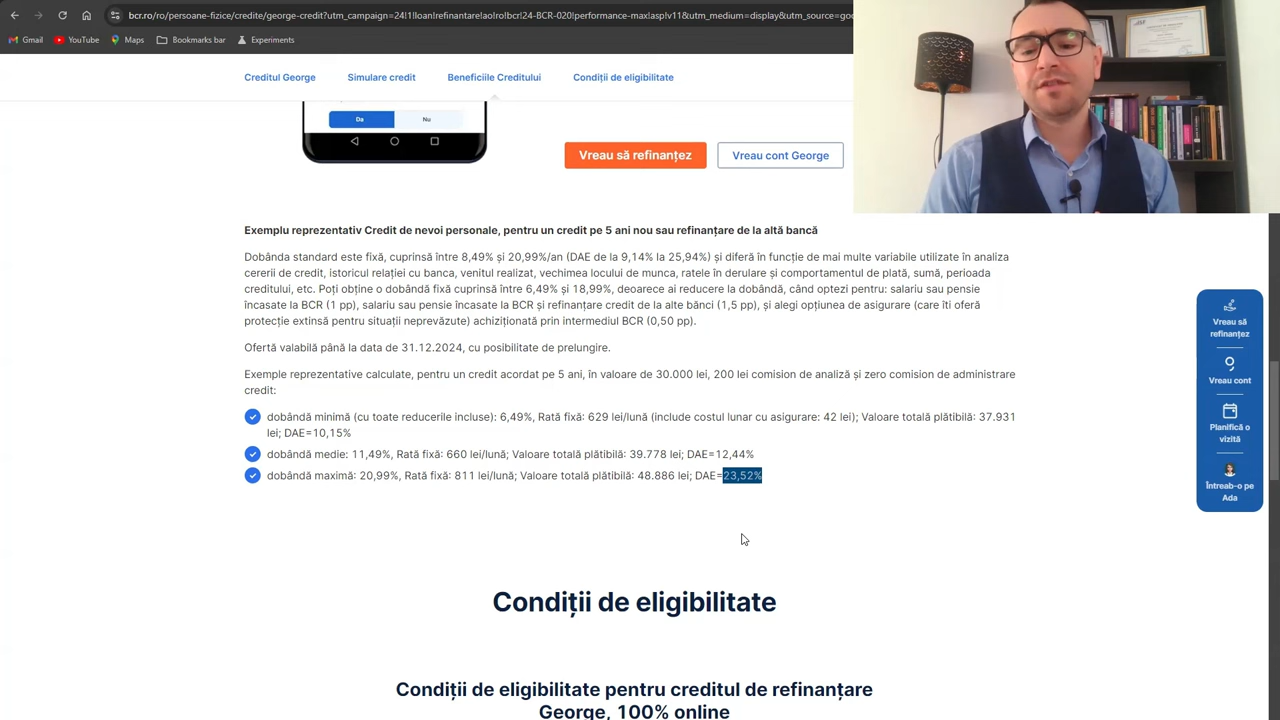 bcr.ro/ro/persoane-fizice/credite/george-credit?utm_campaign=24!1!loan!refinantare!ao!ro!bcr!24-BCR-020!performance-max!asp!v11&utm_medium=display&utm_source=goo
Gmail YouTube Maps Bookmarks bar Experiments
Creditul George Simulare credit Beneficiile Creditului Condiții de eligibilitate
Da Nu
Vreau să refinanțez Vreau cont George
Exemplu reprezentativ Credit de nevoi personale, pentru un credit pe 5 ani nou sau refinanțare de la altă bancă
Dobânda standard este fixă, cuprinsă între 8,49% și 20,99%/an (DAE de la 9,14% la 25,94%) și diferă în funcție de mai multe variabile utilizate în analiza
cererii de credit, istoricul relației cu banca, venitul realizat, vechimea locului de munca, ratele în derulare și comportamentul de plată, sumă, perioada
creditului, etc. Poți obține o dobândă fixă cuprinsă între 6,49% și 18,99%, deoarece ai reducere la dobândă, când optezi pentru: salariu sau pensie
încasate la BCR (1 pp), salariu sau pensie încasate la BCR și refinanțare credit de la alte bănci (1,5 pp), și alegi opțiunea de asigurare (care îti oferă
protecție extinsă pentru situații neprevăzute) achiziționată prin intermediul BCR (0,50 pp).
Ofertă valabilă până la data de 31.12.2024, cu posibilitate de prelungire.
Exemple reprezentative calculate, pentru un credit acordat pe 5 ani, în valoare de 30.000 lei, 200 lei comision de analiză și zero comision de administrare
credit:
dobândă minimă (cu toate reducerile incluse): 6,49%, Rată fixă: 629 lei/lună (include costul lunar cu asigurare: 42 lei); Valoare totală plătibilă: 37.931
lei; DAE=10,15%
dobândă medie: 11,49%, Rată fixă: 660 lei/lună; Valoare totală plătibilă: 39.778 lei; DAE=12,44%
dobândă maximă: 20,99%, Rată fixă: 811 lei/lună; Valoare totală plătibilă: 48.886 lei; DAE=23,52%
Vreau să
refinanțez
Vreau cont
Planifică o
vizită
Întreab-o pe
Ada
Condiții de eligibilitate
Condiții de eligibilitate pentru creditul de refinanțare
George, 100% online